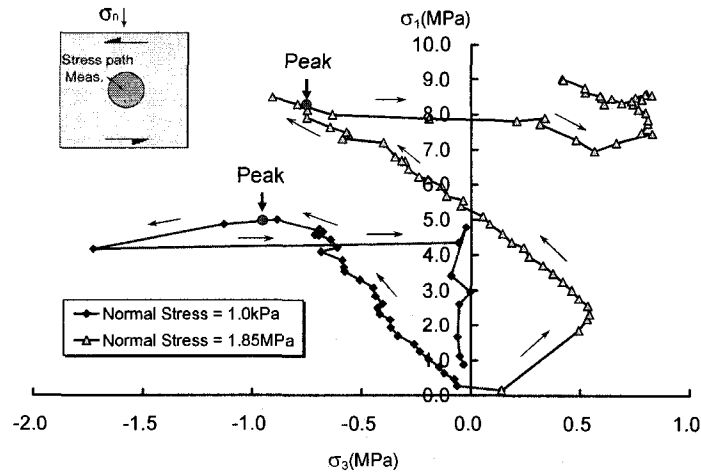 σn
σ1(MPa)
10.0
Stress path
Meas.
Peak
9.0
8.0
7.0
6.0
Peak
5.0
4.0
3.0
Normal Stress = 1.0kPa
2.0
Normal Stress = 1.85MPa
1.0
0.0
-2.0 -1.5 -1.0 -0.5 0.0 0.5 1.0
σ3(MPa)